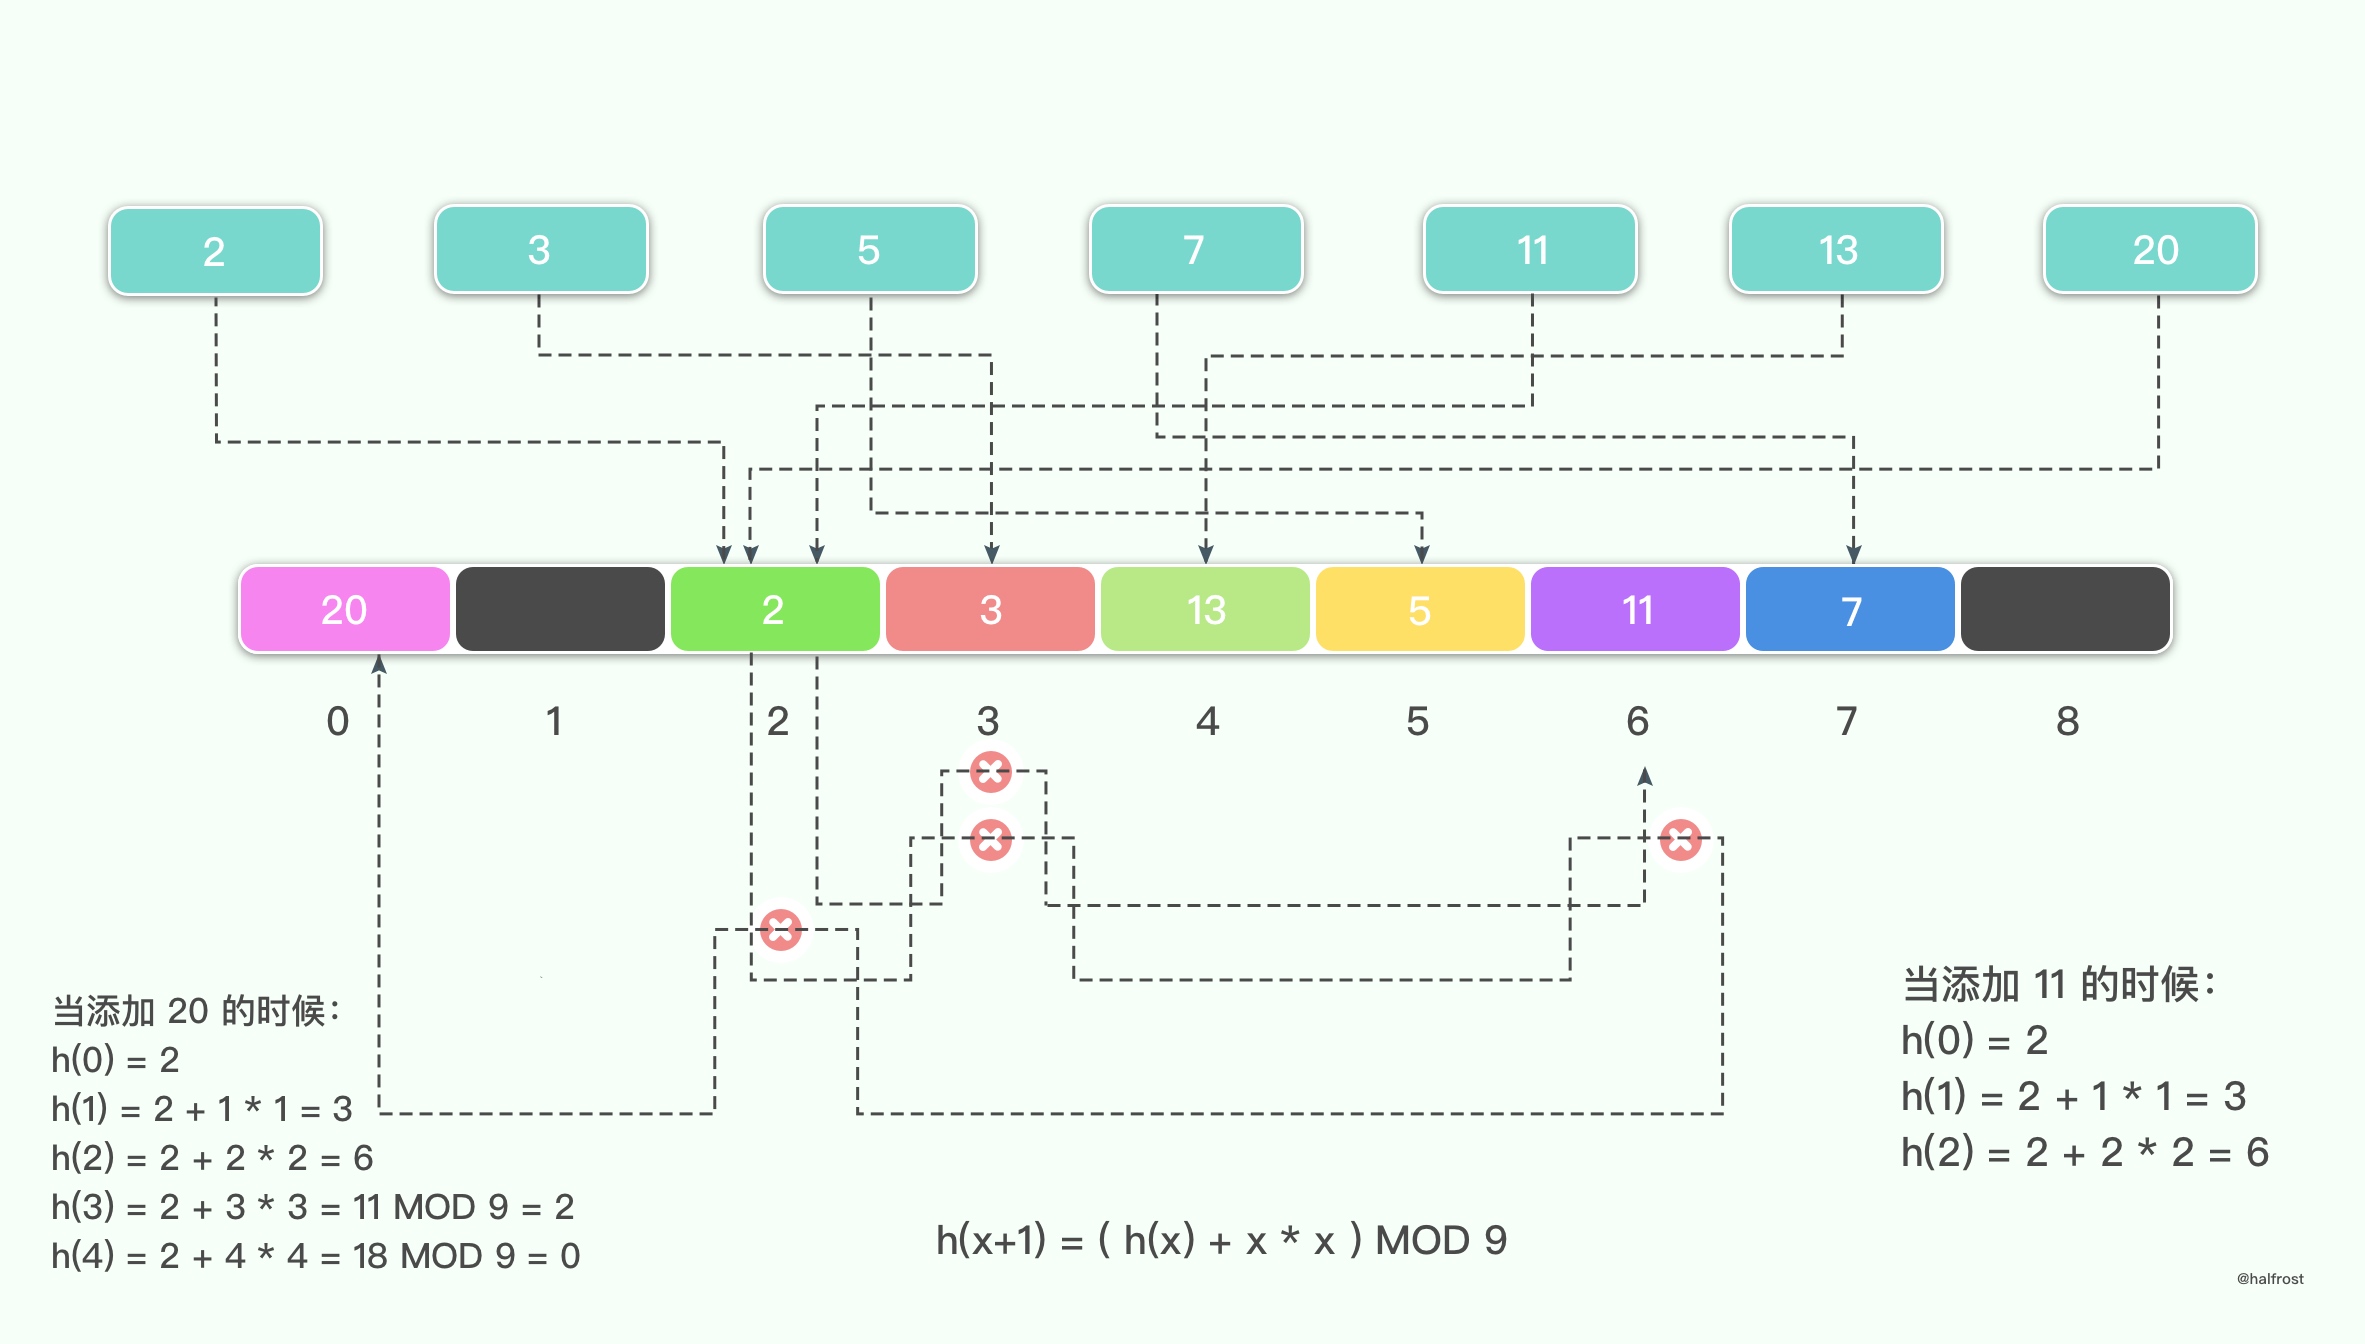 2 3 5 7 11 13 20
20 2 3 13 5 11 7
0 1 2 3 4 5 6 7 8
当添加 20 的时候：
h(0) = 2
h(1) = 2 + 1 * 1 = 3
h(2) = 2 + 2 * 2 = 6
h(3) = 2 + 3 * 3 = 11 MOD 9 = 2
h(4) = 2 + 4 * 4 = 18 MOD 9 = 0
h(x+1) = ( h(x) + x * x ) MOD 9
当添加 11 的时候：
h(0) = 2
h(1) = 2 + 1 * 1 = 3
h(2) = 2 + 2 * 2 = 6
@halfrost